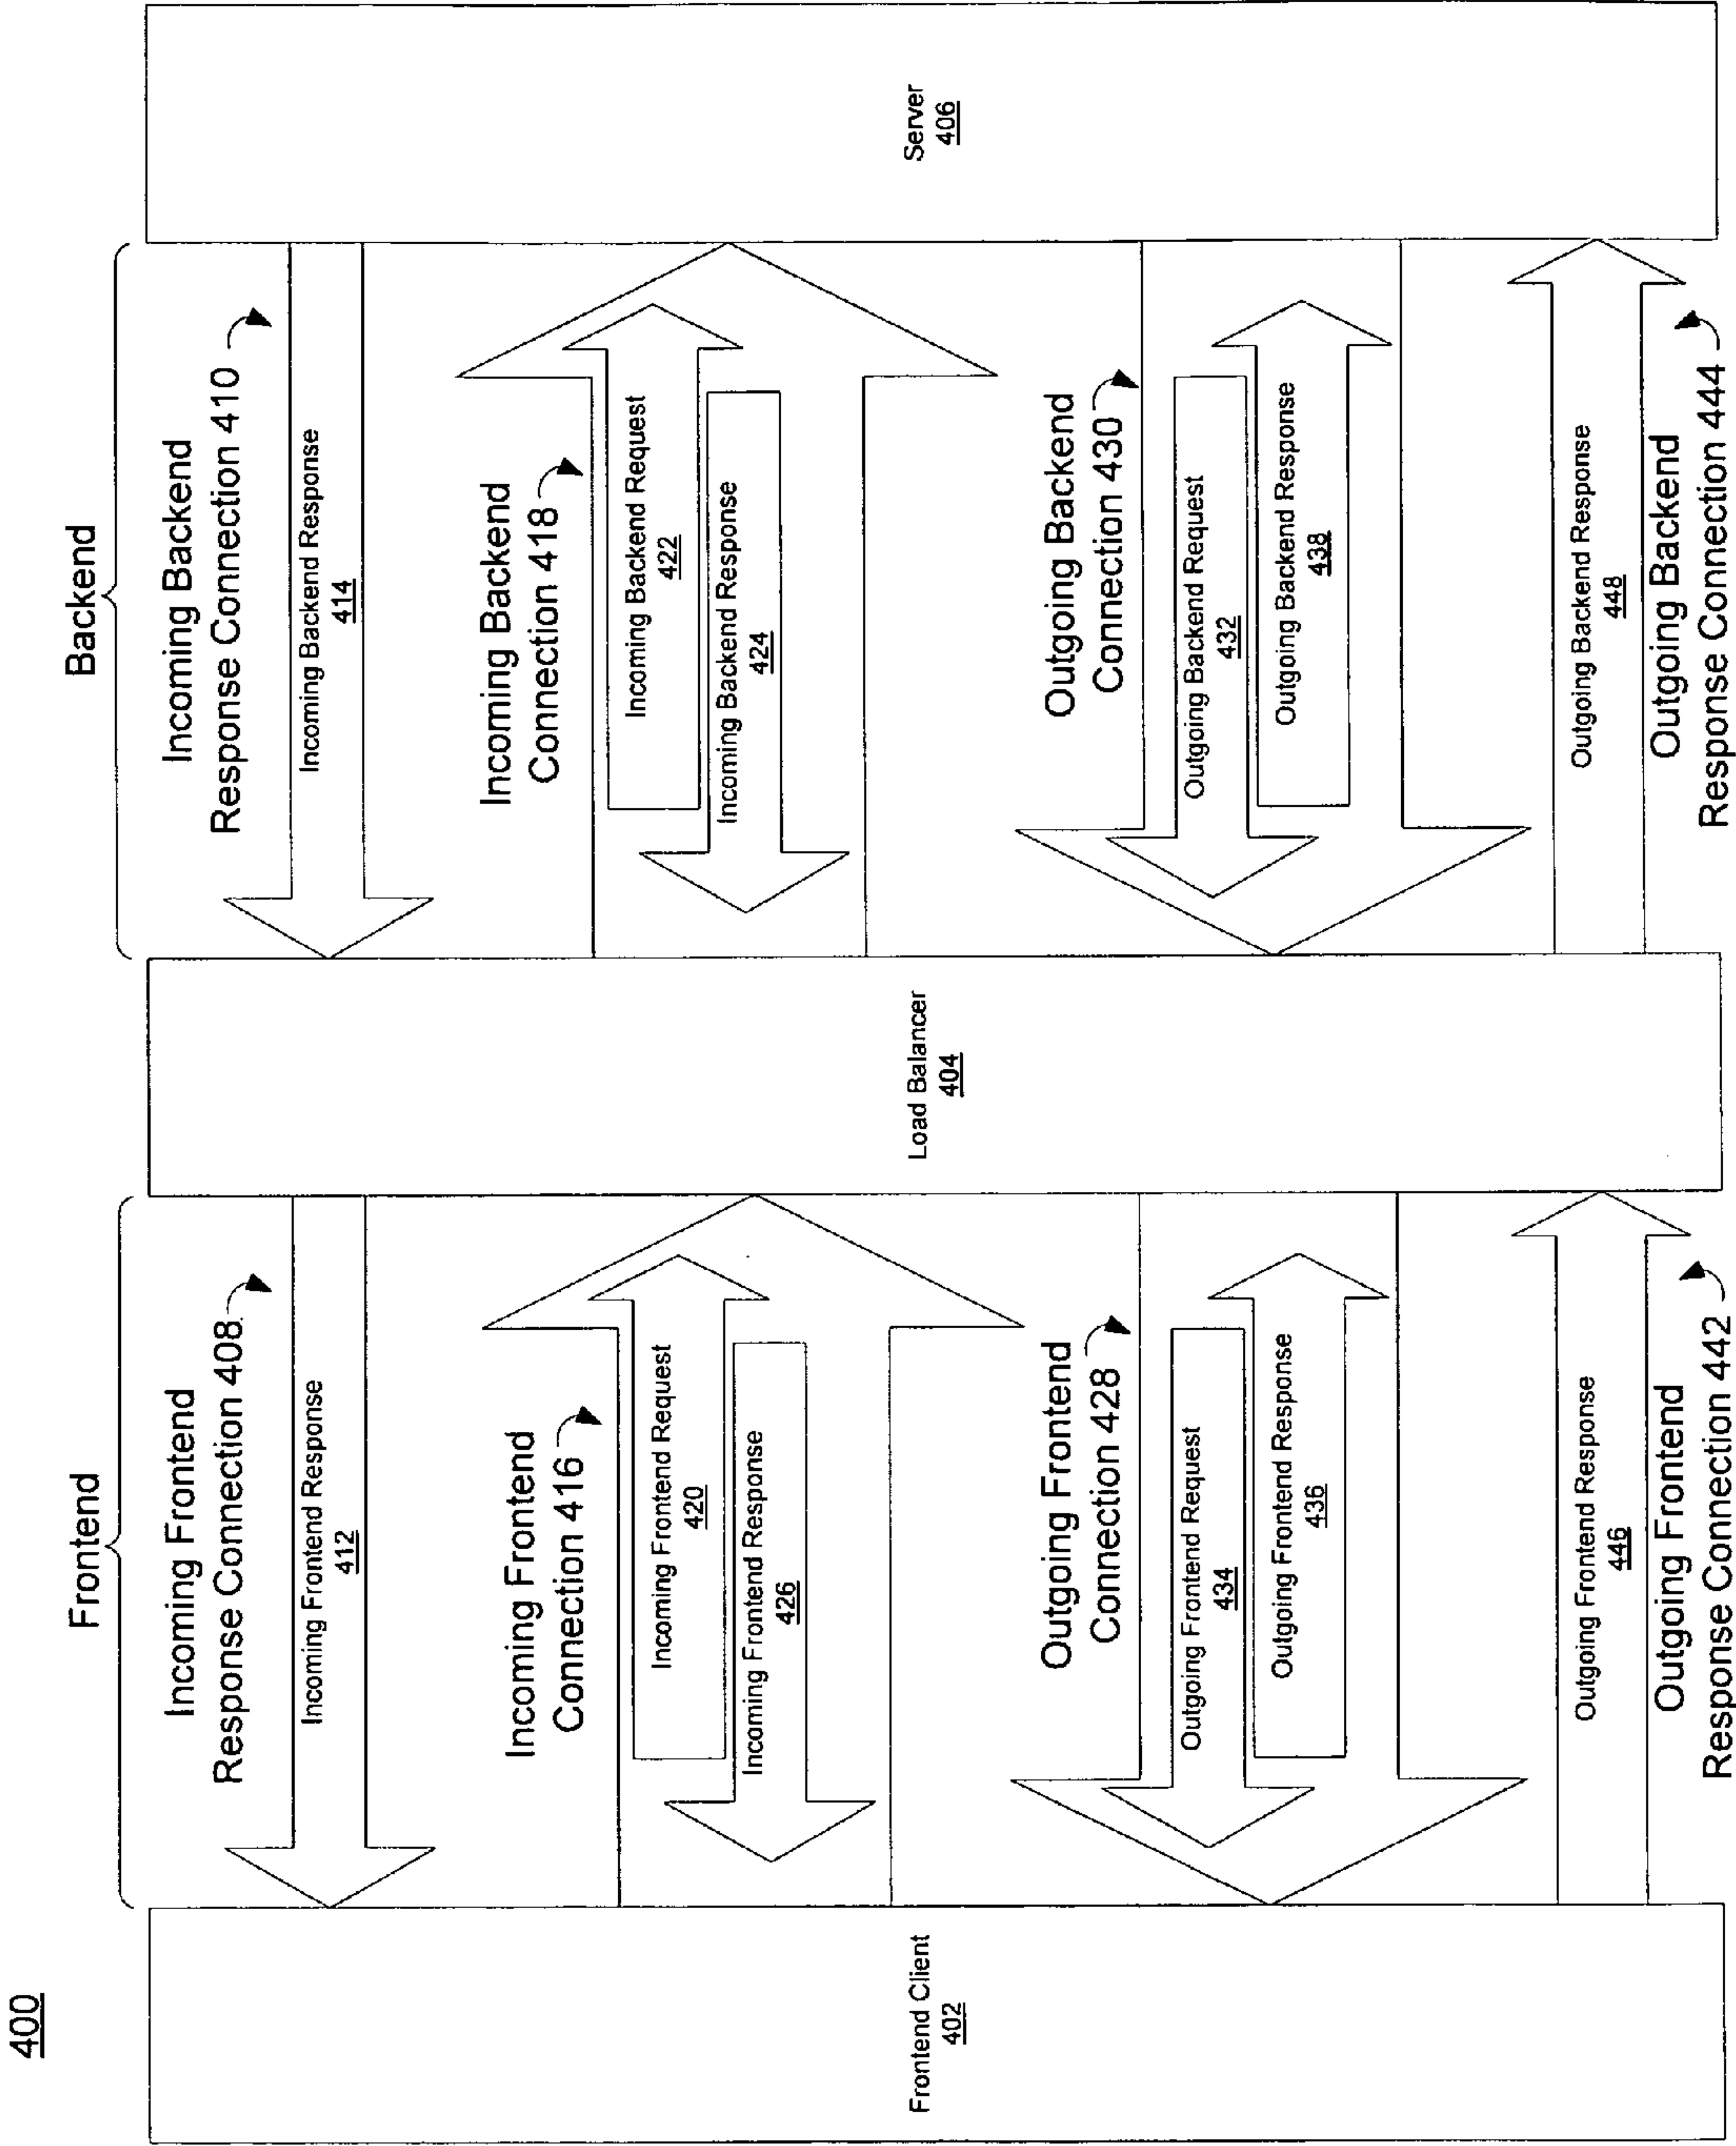 400
Frontend
Backend
Incoming Frontend
Response Connection 408
Incoming Frontend Response
412
Incoming Backend
Response Connection 410
Incoming Backend Response
414
Incoming Frontend
Connection 416
Incoming Frontend Request
420
Incoming Frontend Response
426
Incoming Backend
Connection 418
Incoming Backend Request
422
Incoming Backend Response
424
Frontend Client
402
Load Balancer
404
Server
406
Outgoing Frontend
Connection 428
Outgoing Frontend Request
434
Outgoing Frontend Response
436
Outgoing Backend
Connection 430
Outgoing Backend Request
432
Outgoing Backend Response
438
Outgoing Frontend Response
446
Outgoing Frontend
Response Connection 442
Outgoing Backend Response
448
Outgoing Backend
Response Connection 444